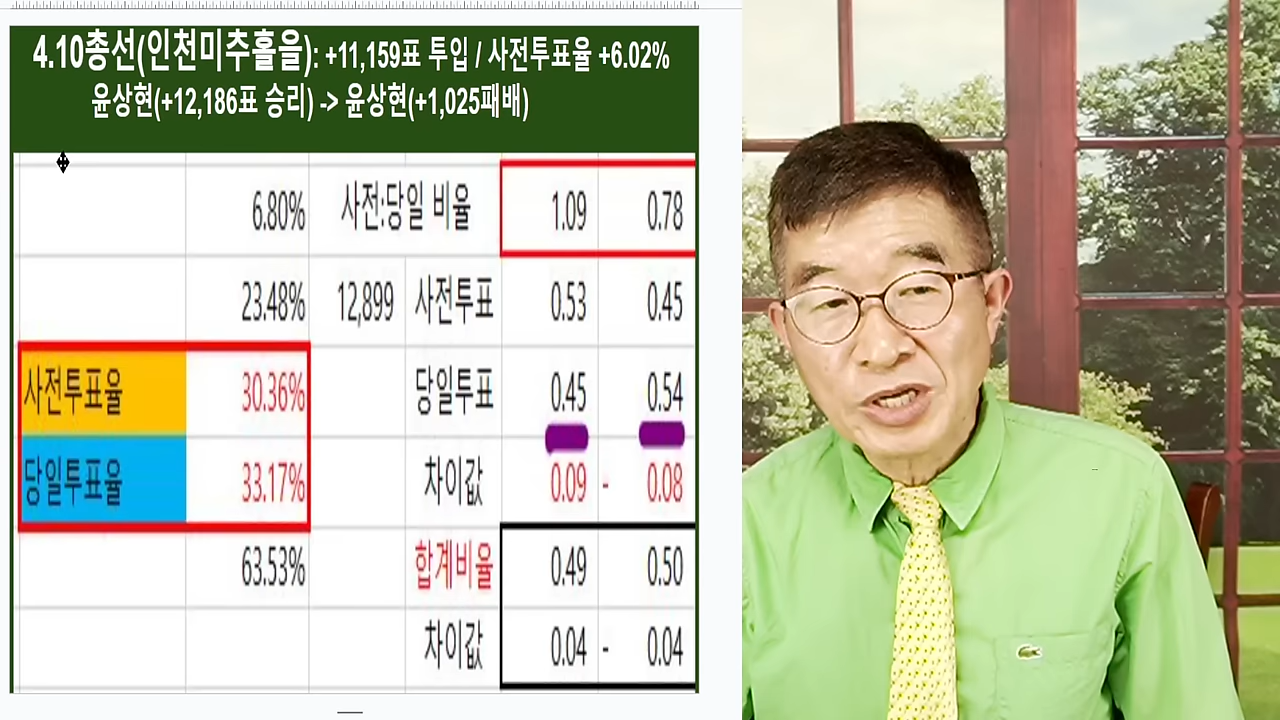 4.10총선(인천미추홀을): +11,159표 투입 / 사전투표율 +6.02%
윤상현(+12,186표 승리) -> 윤상현(+1,025패배)
6.80% 사전:당일 비율 1.09 0.78
23.48% 12,899 사전투표 0.53 0.45
사전투표율 30.36% 당일투표 0.45 0.54
당일투표율 33.17% 차이값 0.09 - 0.08
63.53% 합계비율 0.49 0.50
차이값 0.04 - 0.04